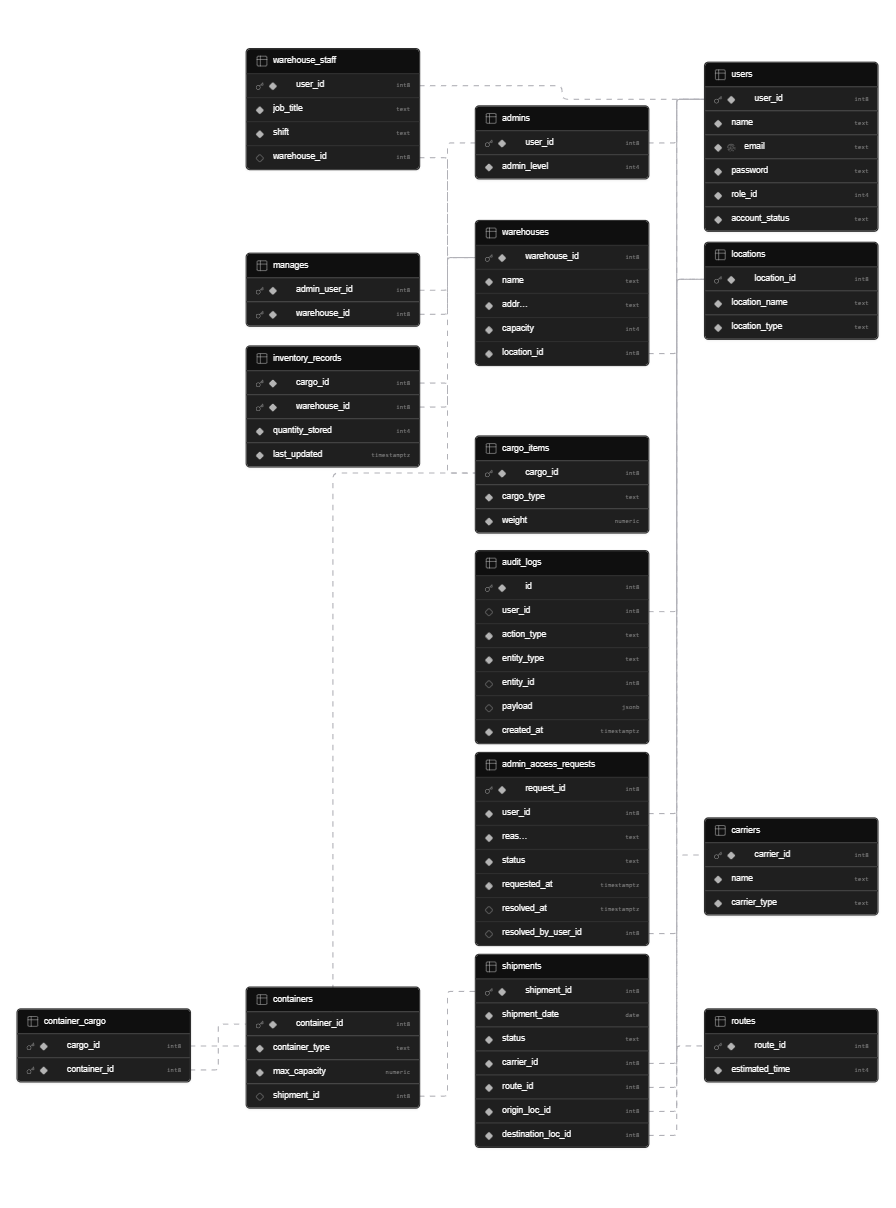 warehouse_staff
user_id int8
job_title text
shift text
warehouse_id int8
users
user_id int8
name text
email text
password text
role_id int4
account_status text
admins
user_id int8
admin_level int4
warehouses
warehouse_id int8
name text
addr... text
capacity int4
location_id int8
locations
location_id int8
location_name text
location_type text
manages
admin_user_id int8
warehouse_id int8
inventory_records
cargo_id int8
warehouse_id int8
quantity_stored int4
last_updated timestamptz
cargo_items
cargo_id int8
cargo_type text
weight numeric
audit_logs
id int8
user_id int8
action_type text
entity_type text
entity_id int8
payload jsonb
created_at timestamptz
admin_access_requests
request_id int8
user_id int8
reas... text
status text
requested_at timestamptz
resolved_at timestamptz
resolved_by_user_id int8
carriers
carrier_id int8
name text
carrier_type text
shipments
shipment_id int8
shipment_date date
status text
carrier_id int8
route_id int8
origin_loc_id int8
destination_loc_id int8
containers
container_id int8
container_type text
max_capacity numeric
shipment_id int8
container_cargo
cargo_id int8
container_id int8
routes
route_id int8
estimated_time int4